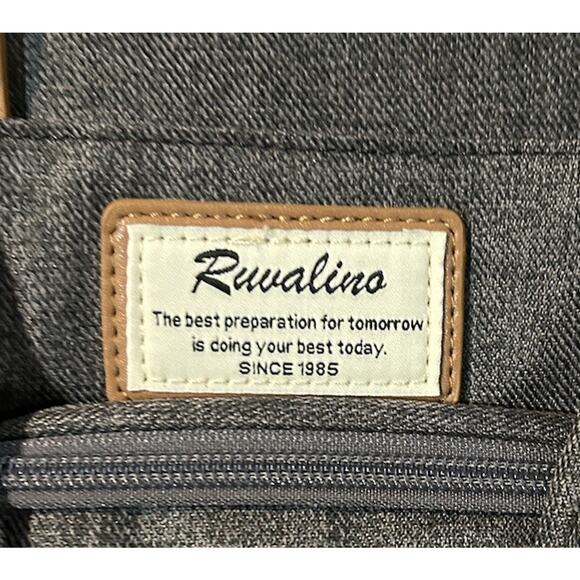 Ruvalino
The best preparation for tomorrow
is doing your best today.
SINCE 1985